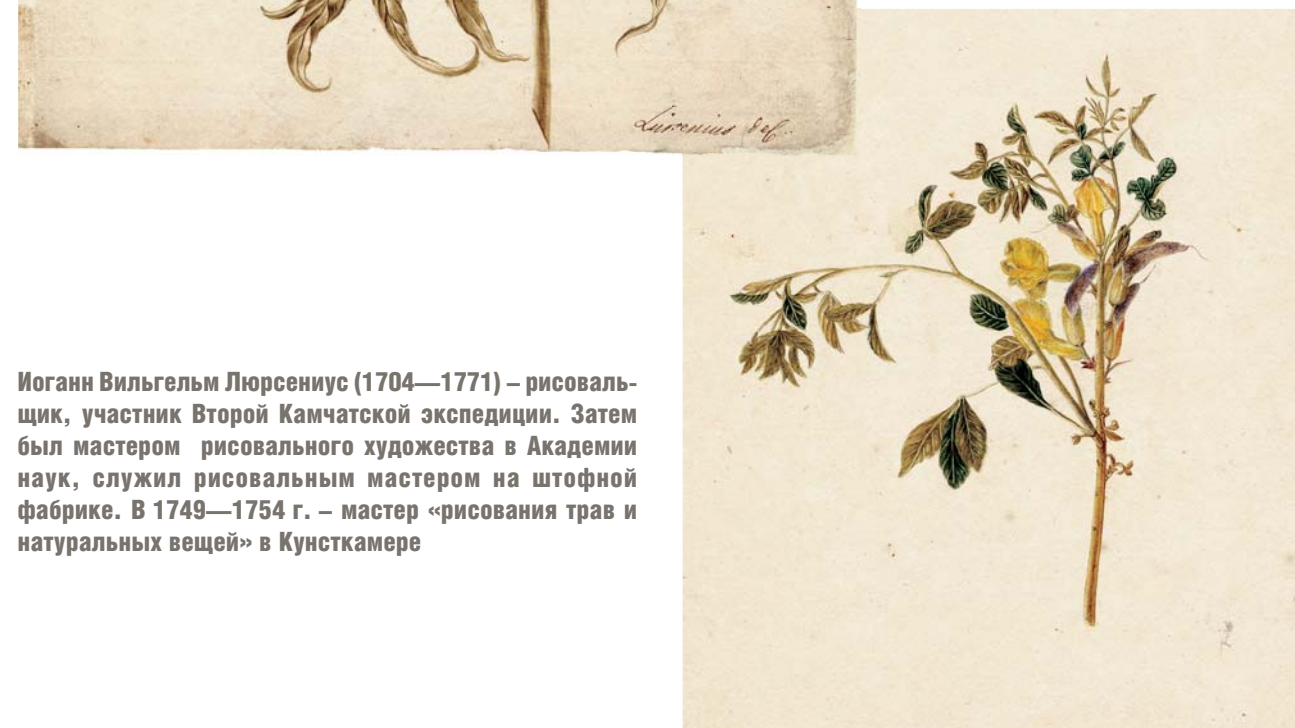 Lürsenius del.
Иоганн Вильгельм Люрсениус (1704—1771) – рисоваль-
щик, участник Второй Камчатской экспедиции. Затем
был мастером рисовального художества в Академии
наук, служил рисовальным мастером на штофной
фабрике. В 1749—1754 г. – мастер «рисования трав и
натуральных вещей» в Кунсткамере